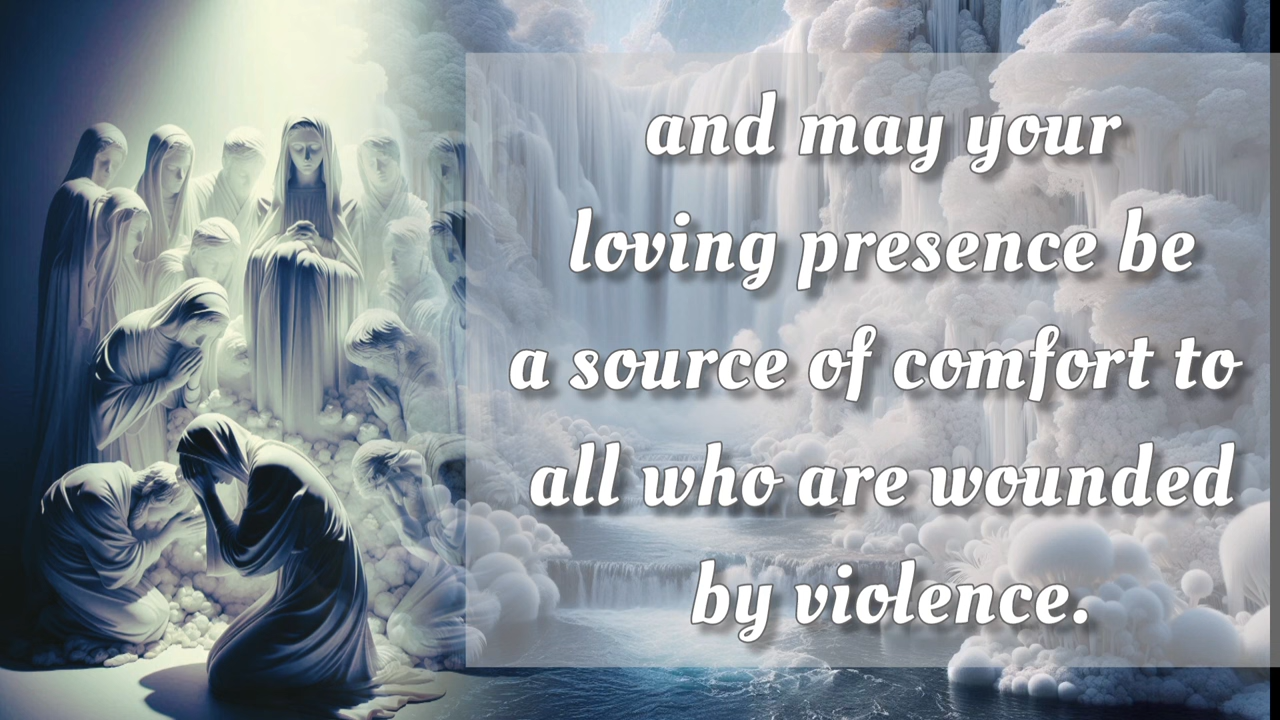 and may your
loving presence be
a source of comfort to
all who are wounded
by violence.